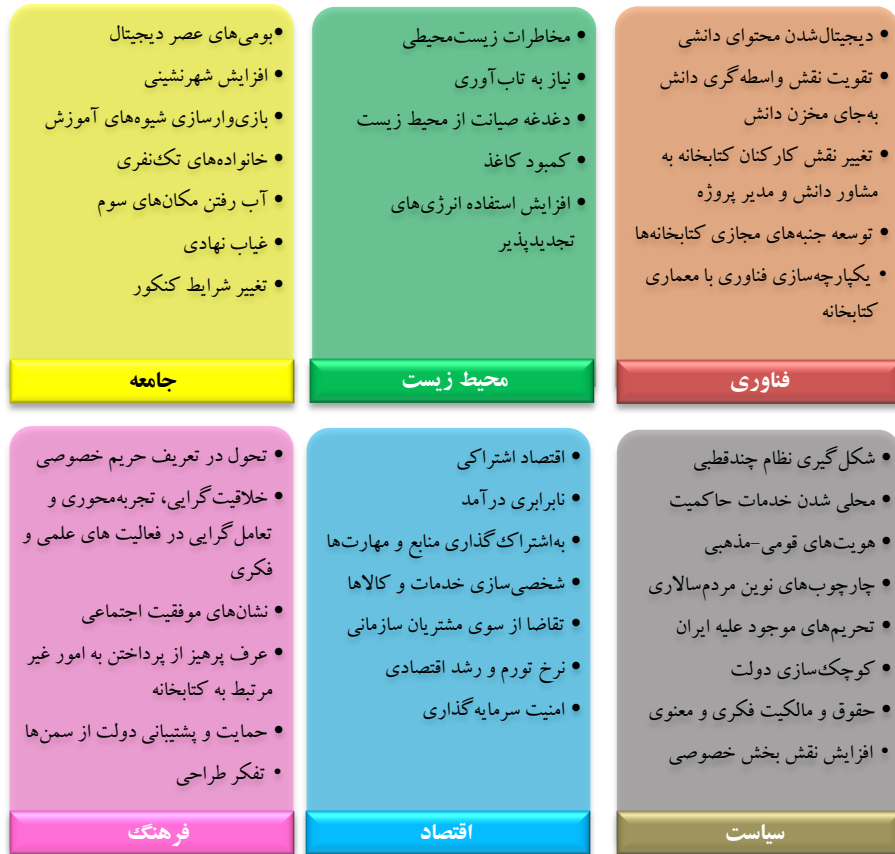 • دیجیتال‌شدن محتوای دانشی
• تقویت نقش واسطه‌گری دانش
به‌جای مخزن دانش
• تغییر نقش کارکنان کتابخانه به
مشاور دانش و مدیر پروژه
• توسعه جنبه‌های مجازی کتابخانه‌ها
• یکپارچه‌سازی فناوری با معماری
کتابخانه
فناوری
• مخاطرات زیست‌محیطی
• نیاز به تاب‌آوری
• دغدغه صیانت از محیط زیست
• کمبود کاغذ
• افزایش استفاده انرژی‌های
تجدیدپذیر
محیط زیست
•بومی‌های عصر دیجیتال
• افزایش شهرنشینی
• بازی‌وارسازی شیوه‌های آموزش
• خانواده‌های تک‌نفری
• آب رفتن مکان‌های سوم
• غیاب نهادی
• تغییر شرایط کنکور
جامعه
• شکل‌گیری نظام چندقطبی
• محلی شدن خدمات حاکمیت
• هویت‌های قومی-مذهبی
• چارچوب‌های نوین مردم‌سالاری
• تحریم‌های موجود علیه ایران
• کوچک‌سازی دولت
• حقوق و مالکیت فکری و معنوی
• افزایش نقش بخش خصوصی
سیاست
• اقتصاد اشتراکی
• نابرابری درآمد
• به‌اشتراک‌گذاری منابع و مهارت‌ها
• شخصی‌سازی خدمات و کالاها
• تقاضا از سوی مشتریان سازمانی
• نرخ تورم و رشد اقتصادی
• امنیت سرمایه‌گذاری
اقتصاد
• تحول در تعریف حریم خصوصی
• خلاقیت‌گرایی، تجربه‌محوری و
تعامل‌گرایی در فعالیت های علمی و
فکری
• نشان‌های موفقیت اجتماعی
• عرف پرهیز از پرداختن به امور غیر
مرتبط به کتابخانه
• حمایت و پشتیبانی دولت از سمن‌ها
• تفکر طراحی
فرهنگ